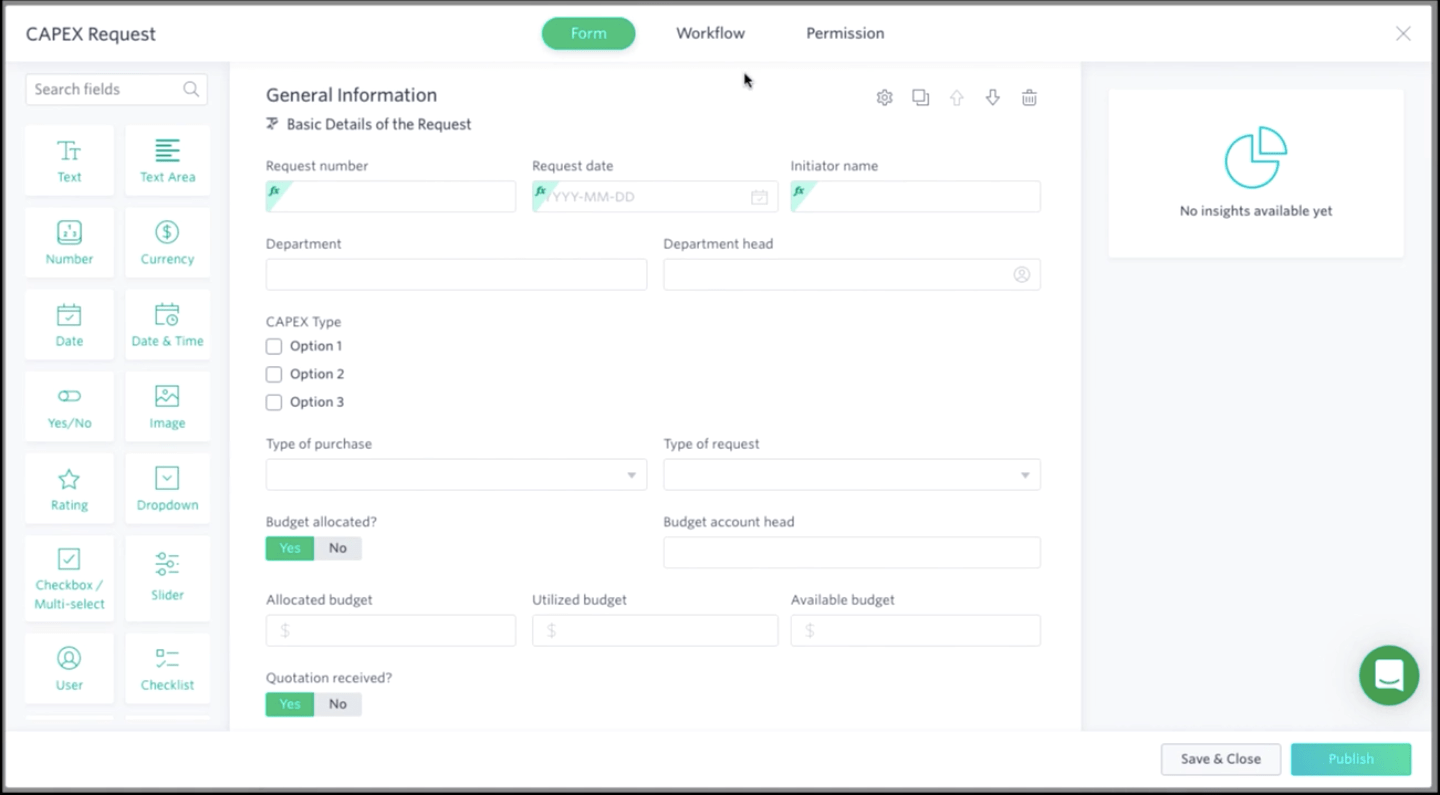 CAPEX Request
Form
Workflow
Permission
Search fields
Text
Text Area
Number
Currency
Date
Date & Time
Yes/No
Image
Rating
Dropdown
Checkbox /
Multi-select
Slider
User
Checklist
General Information
Basic Details of the Request
Request number
Request date
Initiator name
fx
fx YYYY-MM-DD
fx
Department
Department head
CAPEX Type
Option 1
Option 2
Option 3
Type of purchase
Type of request
Budget allocated?
Budget account head
Yes No
Allocated budget
Utilized budget
Available budget
$
$
$
Quotation received?
Yes No
No insights available yet
Save & Close
Publish